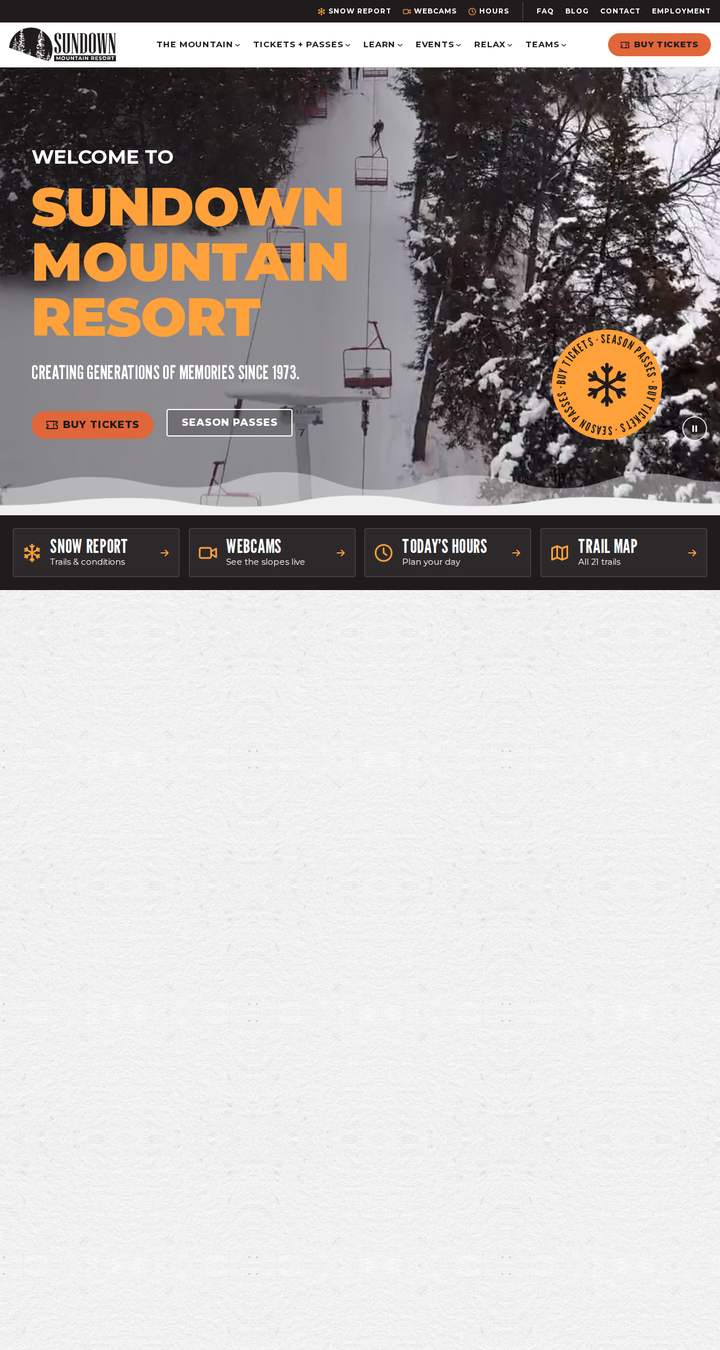 SNOW REPORT WEBCAMS HOURS FAQ BLOG CONTACT EMPLOYMENT
SUNDOWN
MOUNTAIN RESORT
THE MOUNTAIN TICKETS + PASSES LEARN EVENTS RELAX TEAMS BUY TICKETS
WELCOME TO
SUNDOWN
MOUNTAIN
RESORT
CREATING GENERATIONS OF MEMORIES SINCE 1973.
BUY TICKETS SEASON PASSES
BUY TICKETS · SEASON PASSES · BUY TICKETS · SEASON PASSES ·
7
SNOW REPORT
Trails & conditions
WEBCAMS
See the slopes live
TODAY'S HOURS
Plan your day
TRAIL MAP
All 21 trails